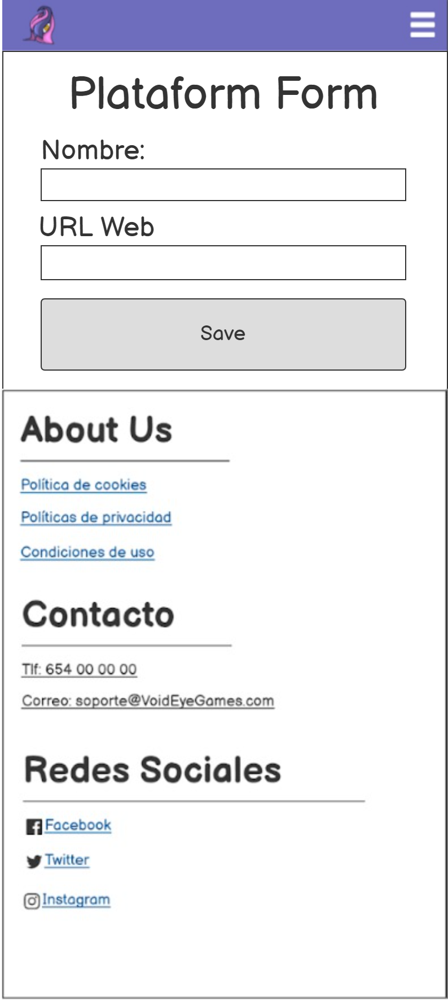 Plataform Form
Nombre:
URL Web
Save
About Us
Política de cookies
Políticas de privacidad
Condiciones de uso
Contacto
Tlf: 654 00 00 00
Correo: soporte@VoidEyeGames.com
Redes Sociales
Facebook
Twitter
Instagram